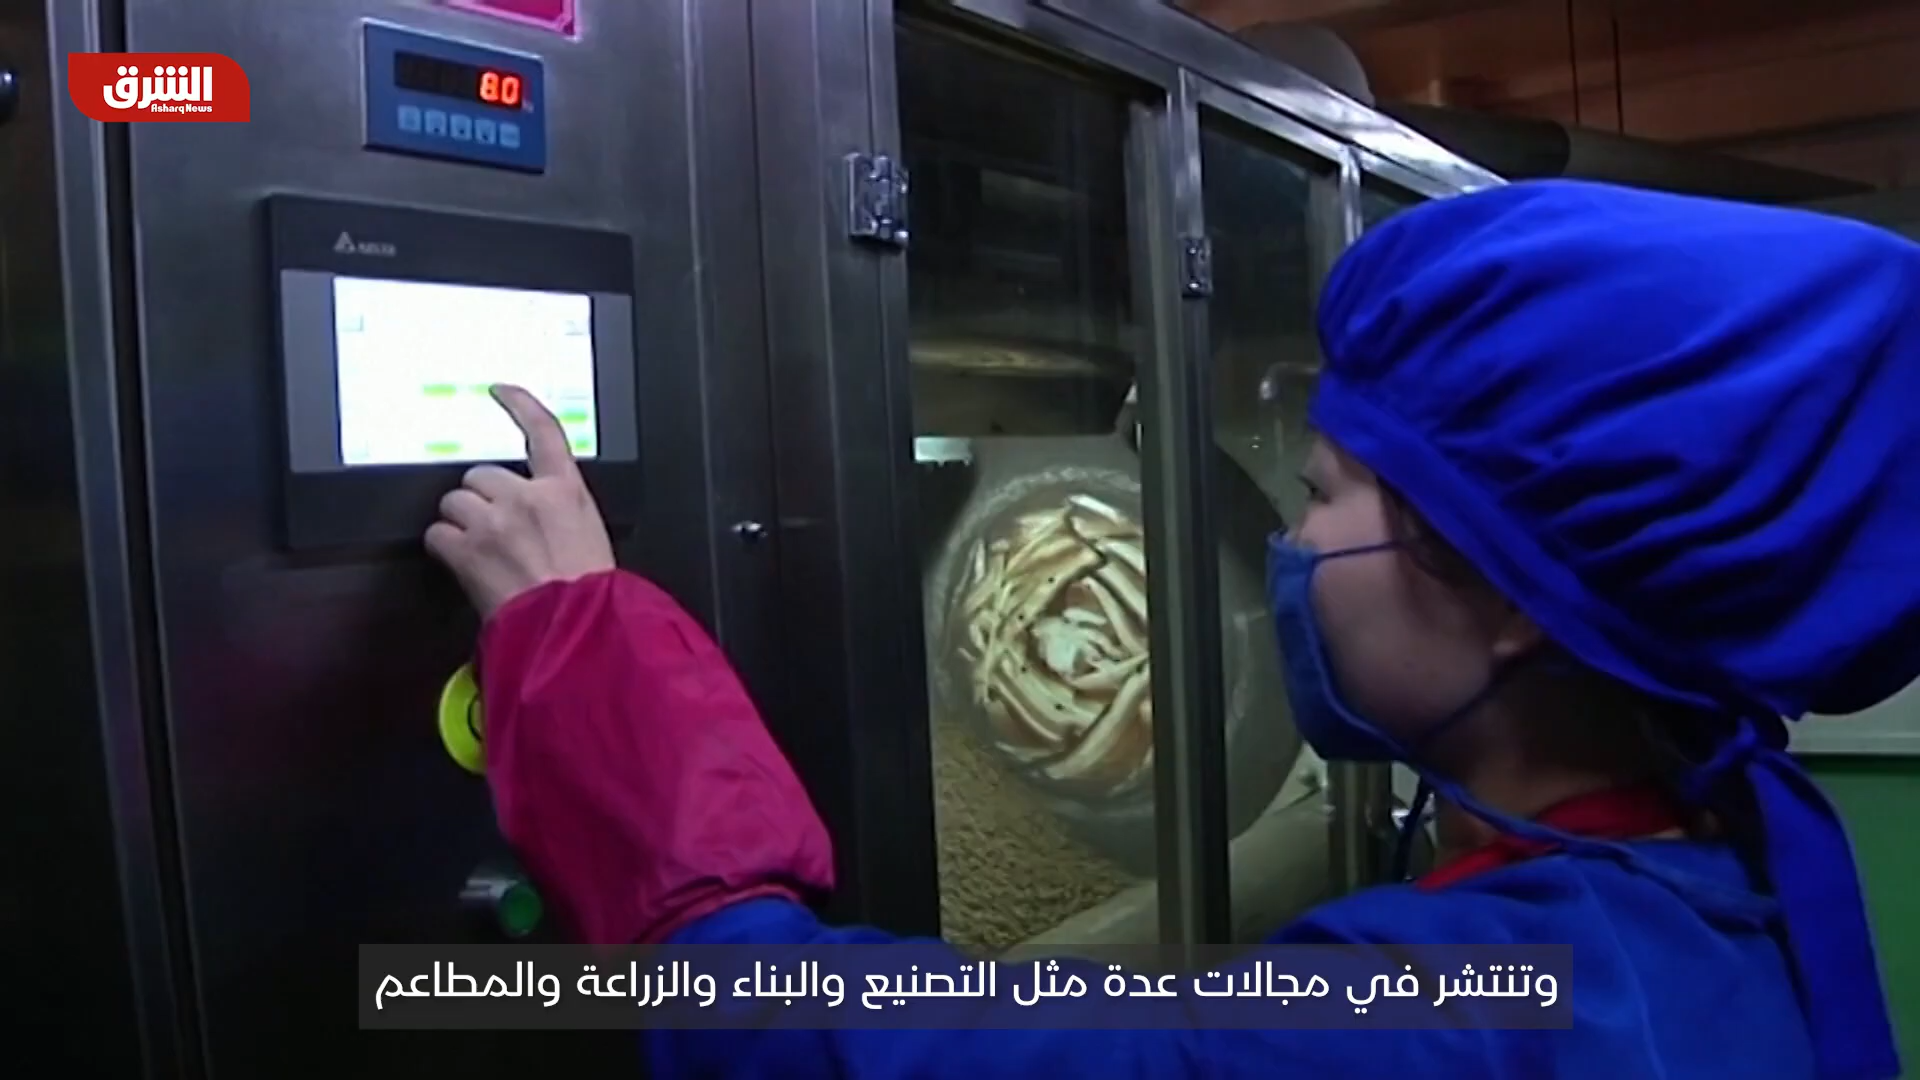 الشرق
Asharq News
8.0
وتنتشر في مجالات عدة مثل التصنيع والبناء والزراعة والمطاعم